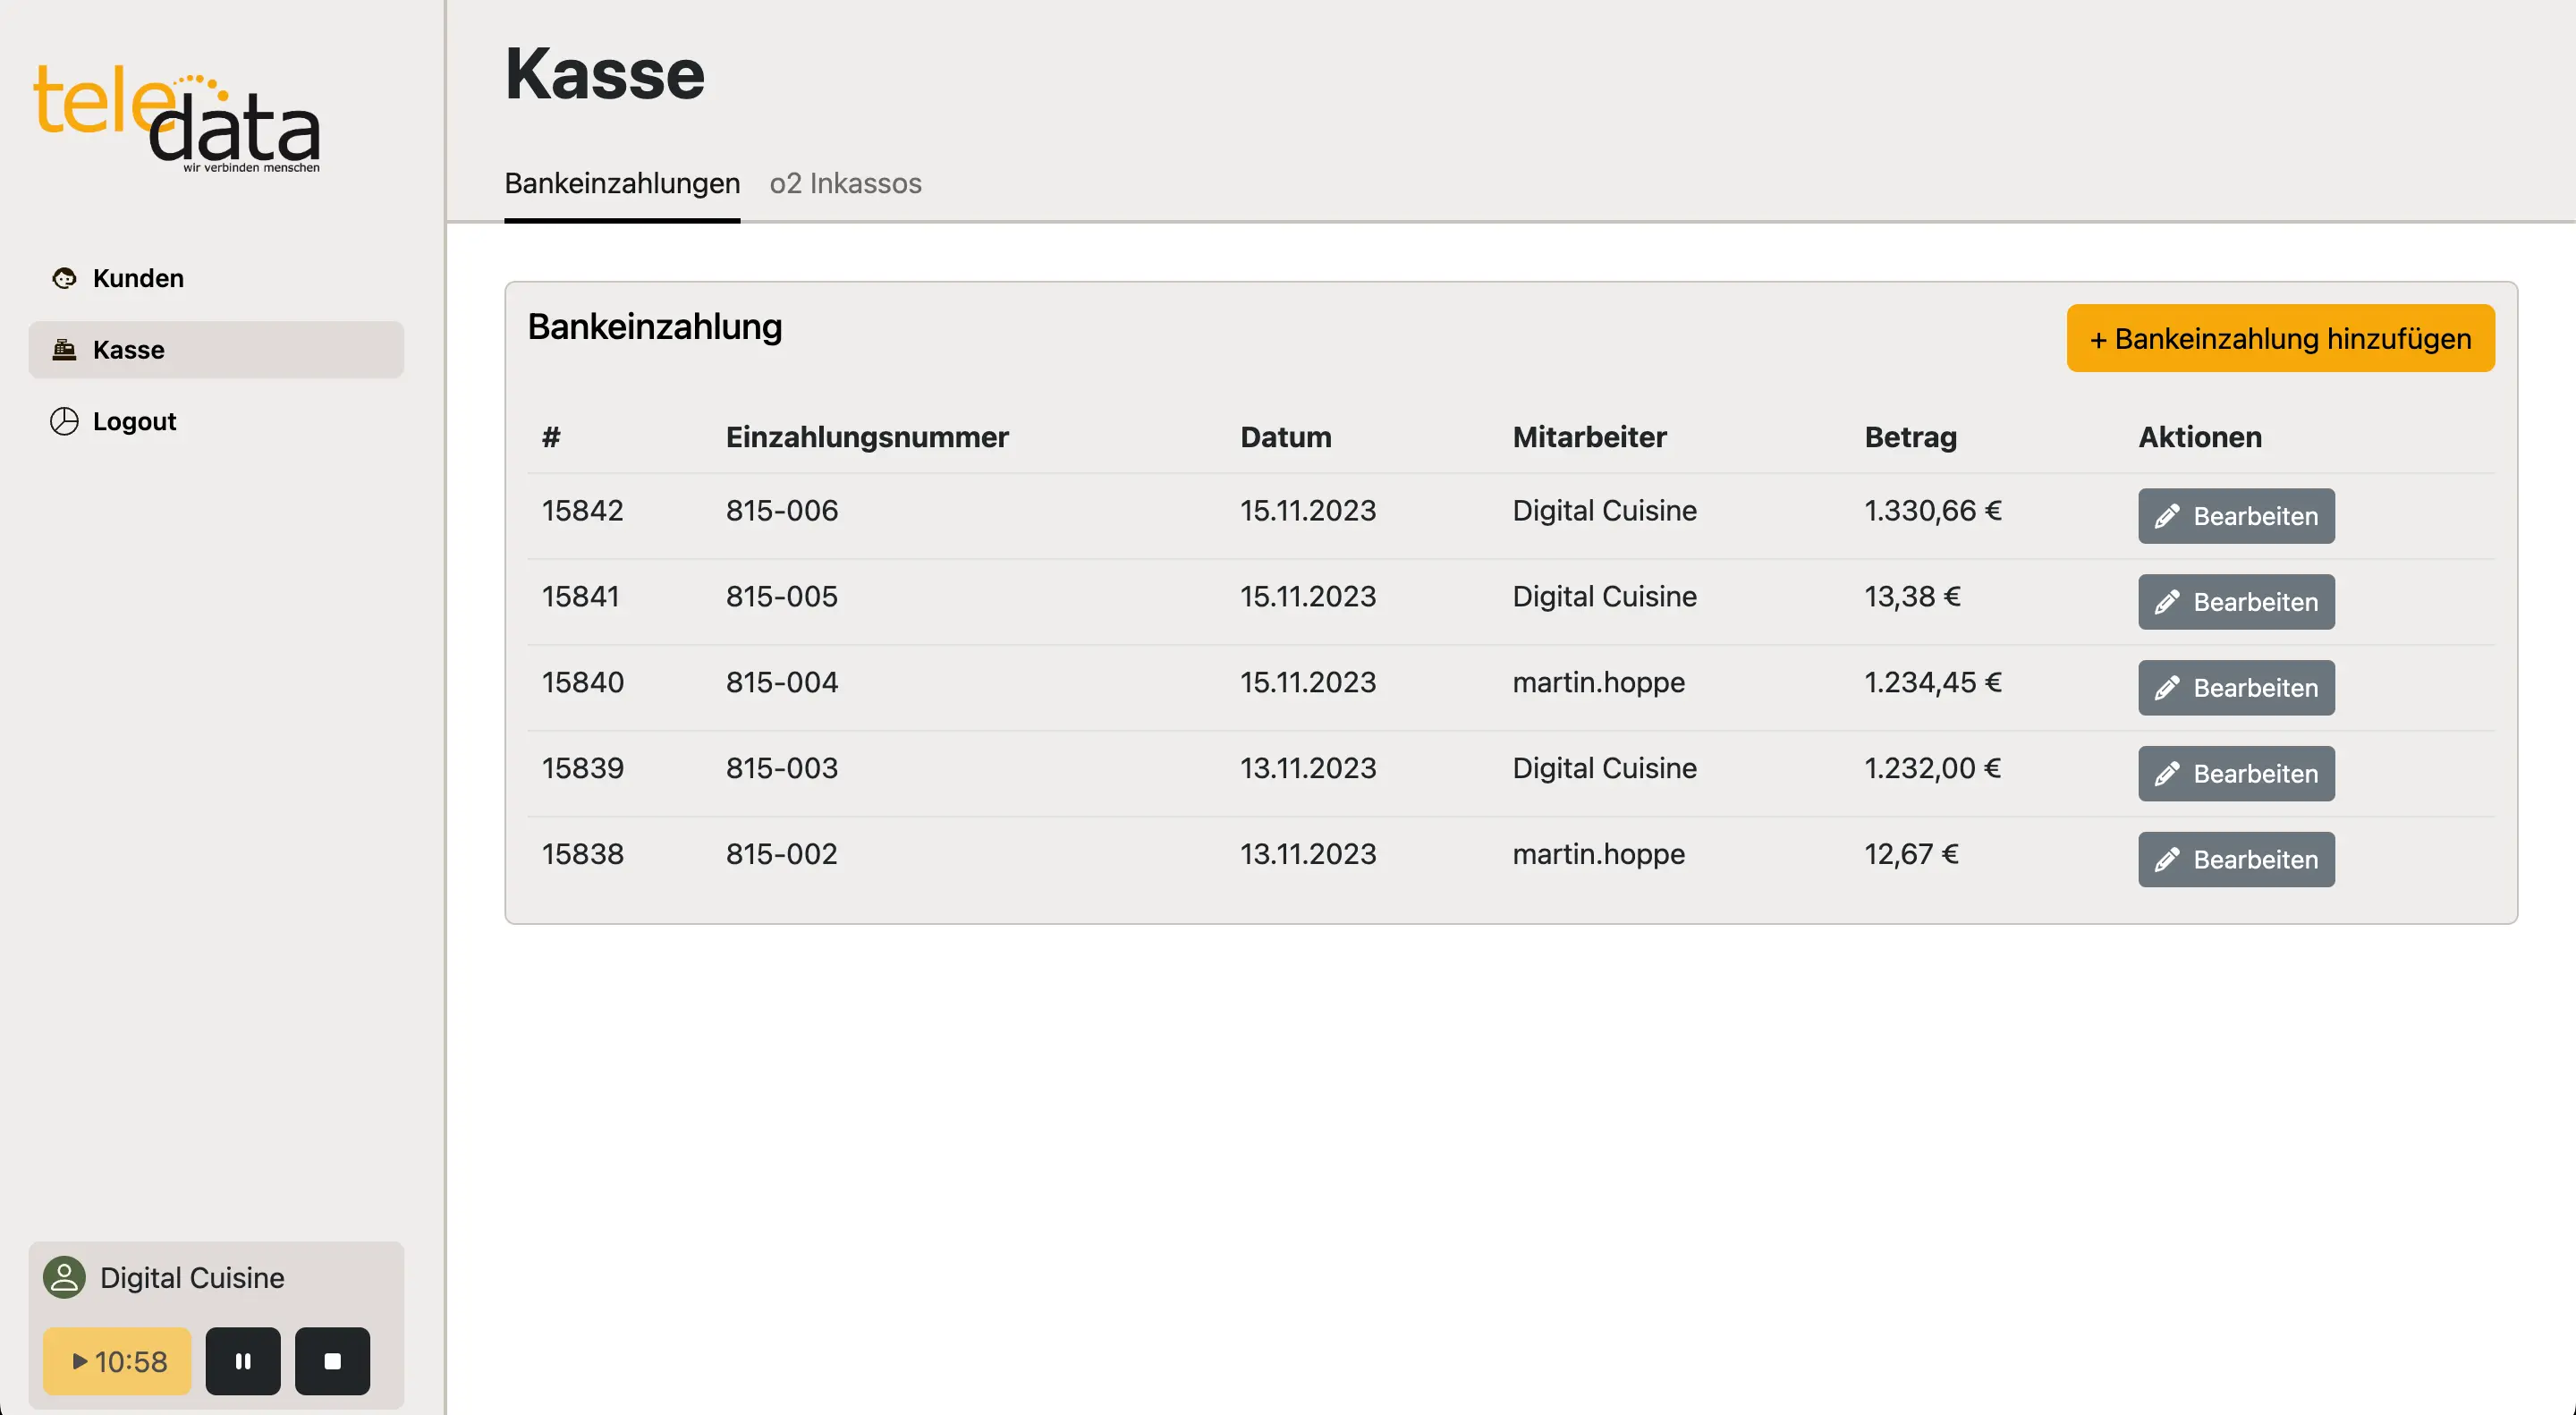 tele
data
wir verbinden menschen
Kunden
Kasse
Logout
Digital Cuisine
10:58
Kasse
Bankeinzahlungen o2 Inkassos
Bankeinzahlung
+ Bankeinzahlung hinzufügen
# Einzahlungsnummer Datum Mitarbeiter Betrag Aktionen
15842 815-006 15.11.2023 Digital Cuisine 1.330,66 € Bearbeiten
15841 815-005 15.11.2023 Digital Cuisine 13,38 € Bearbeiten
15840 815-004 15.11.2023 martin.hoppe 1.234,45 € Bearbeiten
15839 815-003 13.11.2023 Digital Cuisine 1.232,00 € Bearbeiten
15838 815-002 13.11.2023 martin.hoppe 12,67 € Bearbeiten